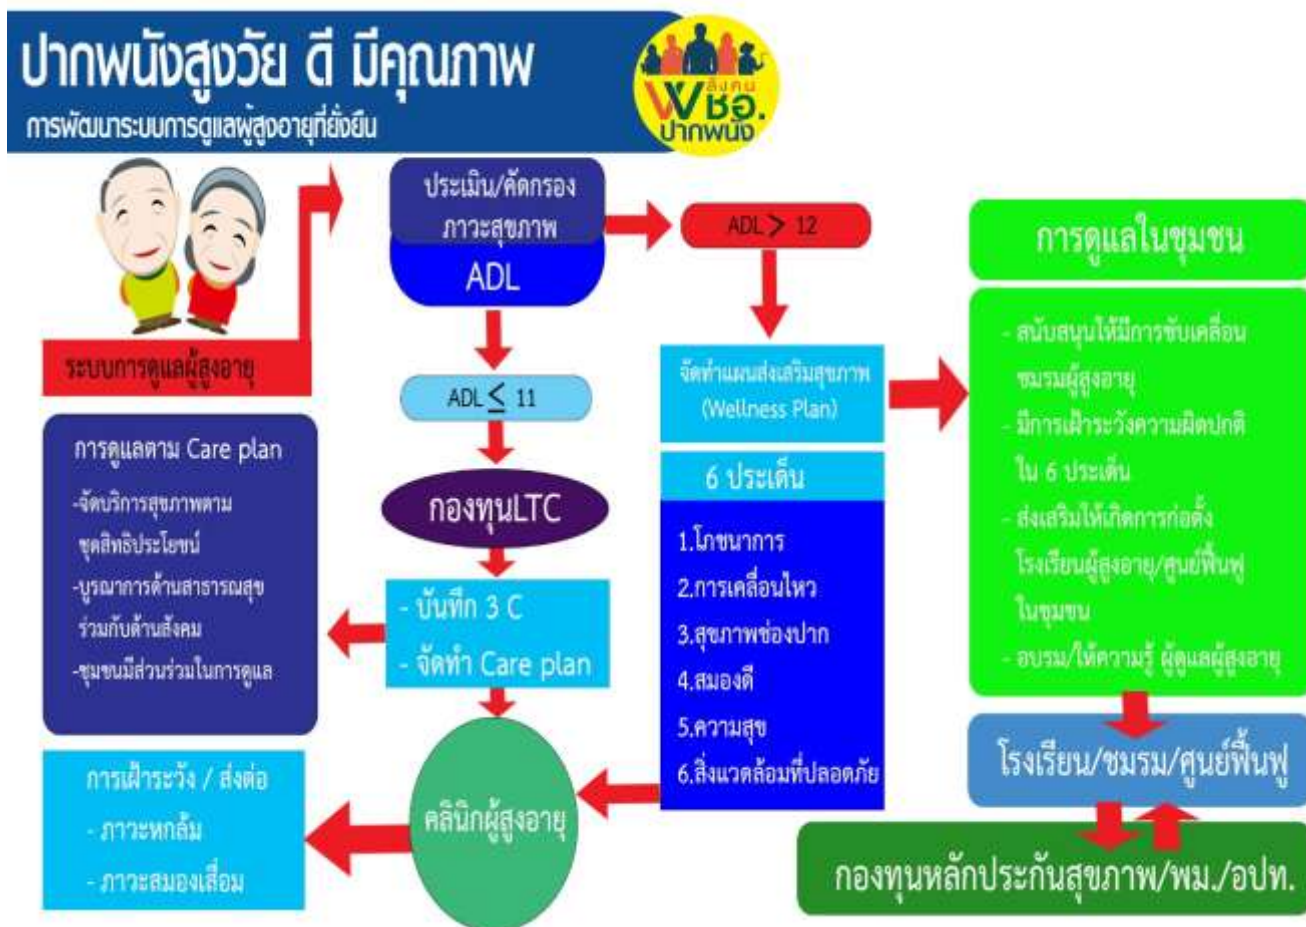 ปากพนังสูงวัย ดี มีคุณภาพ
การพัฒนาระบบการดูแลผู้สูงอายุที่ยั่งยืน
สังคม
พชอ.
ปากพนัง
ระบบการดูแลผู้สูงอายุ
ประเมิน/คัดกรอง
ภาวะสุขภาพ
ADL
ADL > 12
ADL ≤ 11
กองทุนLTC
- บันทึก 3 C
- จัดทำ Care plan
การดูแลตาม Care plan
-จัดบริการสุขภาพตาม
ชุดสิทธิประโยชน์
-บูรณาการด้านสาธารณสุข
ร่วมกับด้านสังคม
-ชุมชนมีส่วนร่วมในการดูแล
คลินิกผู้สูงอายุ
การเฝ้าระวัง / ส่งต่อ
- ภาวะหกล้ม
- ภาวะสมองเสื่อม
จัดทำแผนส่งเสริมสุขภาพ
(Wellness Plan)
6 ประเด็น
1.โภชนาการ
2.การเคลื่อนไหว
3.สุขภาพช่องปาก
4.สมองดี
5.ความสุข
6.สิ่งแวดล้อมที่ปลอดภัย
การดูแลในชุมชน
- สนับสนุนให้มีการขับเคลื่อน
ชมรมผู้สูงอายุ
- มีการเฝ้าระวังความผิดปกติ
ใน 6 ประเด็น
- ส่งเสริมให้เกิดการก่อตั้ง
โรงเรียนผู้สูงอายุ/ศูนย์ฟื้นฟู
ในชุมชน
- อบรม/ให้ความรู้ ผู้ดูแลผู้สูงอายุ
โรงเรียน/ชมรม/ศูนย์ฟื้นฟู
กองทุนหลักประกันสุขภาพ/พม./อปท.